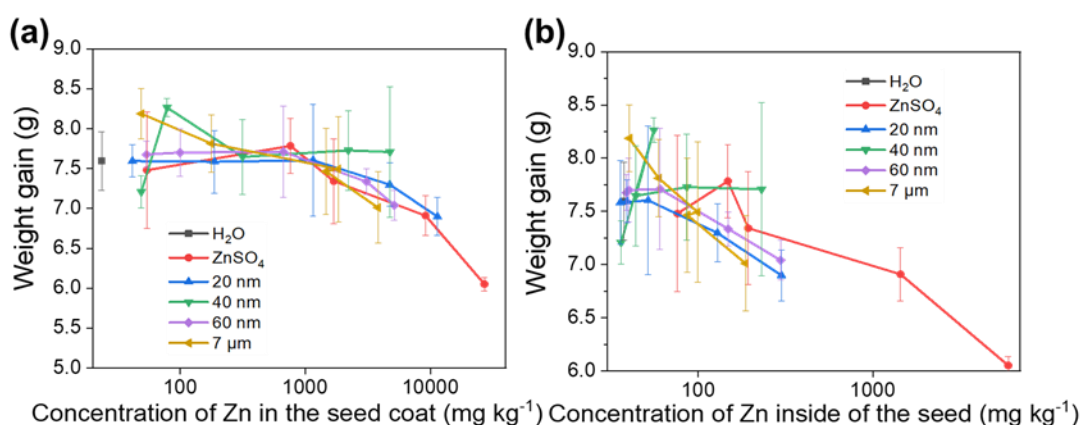 (a)
9.0
8.5
8.0
7.5
7.0
6.5
6.0
5.5
5.0
Weight gain (g)
H₂O
ZnSO₄
20 nm
40 nm
60 nm
7 μm
100
1000
10000
Concentration of Zn in the seed coat (mg kg⁻¹)
(b)
9.0
8.5
8.0
7.5
7.0
6.5
6.0
Weight gain (g)
H₂O
ZnSO₄
20 nm
40 nm
60 nm
7 μm
100
1000
Concentration of Zn inside of the seed (mg kg⁻¹)